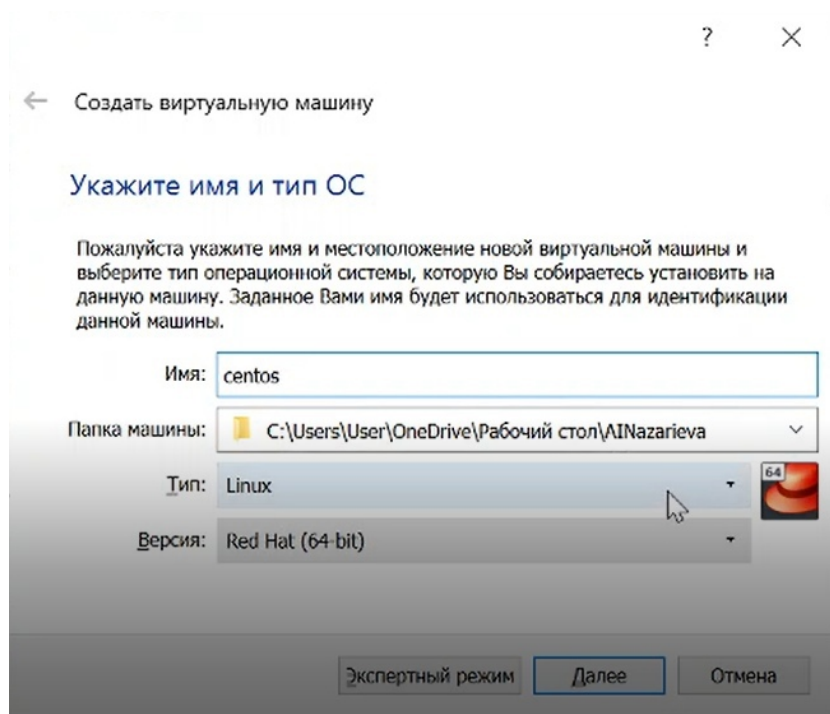 ?
Создать виртуальную машину
Укажите имя и тип ОС
Пожалуйста укажите имя и местоположение новой виртуальной машины и
выберите тип операционной системы, которую Вы собираетесь установить на
данную машину. Заданное Вами имя будет использоваться для идентификации
данной машины.
Имя: centos
Папка машины: C:\Users\User\OneDrive\Рабочий стол\AINazarieva
Тип: Linux
64
Версия: Red Hat (64-bit)
Экспертный режим Далее Отмена